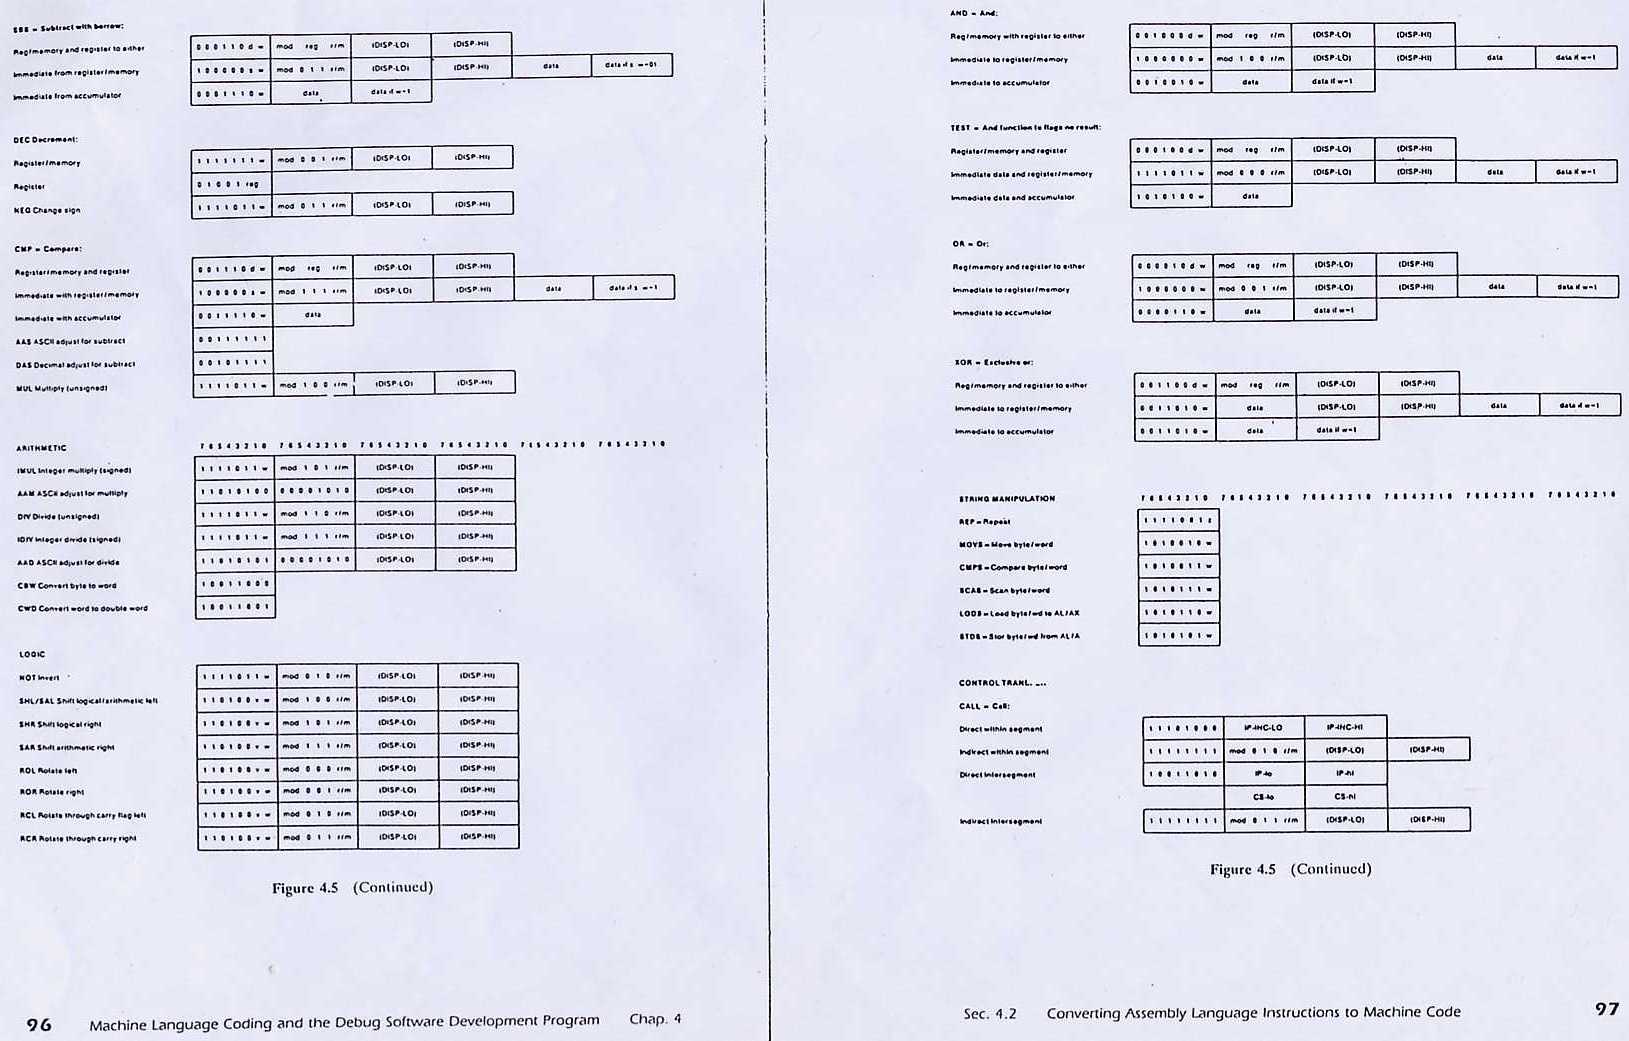 SBB = Subtract with borrow:
Reg/memory and register to either 0 0 0 1 1 0 d w mod reg r/m (DISP-LO) (DISP-HI)
Immediate from register/memory 1 0 0 0 0 0 s w mod 0 1 1 r/m (DISP-LO) (DISP-HI) data data if s w=01
Immediate from accumulator 0 0 0 1 1 1 0 w data data if w=1
DEC Decrement:
Register/memory 1 1 1 1 1 1 1 w mod 0 0 1 r/m (DISP-LO) (DISP-HI)
Register 0 1 0 0 1 reg
NEG Change sign 1 1 1 1 0 1 1 w mod 0 1 1 r/m (DISP-LO) (DISP-HI)
CMP = Compare:
Register/memory and register 0 0 1 1 1 0 d w mod reg r/m (DISP-LO) (DISP-HI)
Immediate with register/memory 1 0 0 0 0 0 s w mod 1 1 1 r/m (DISP-LO) (DISP-HI) data data if s w=1
Immediate with accumulator 0 0 1 1 1 1 0 w data
AAS ASCII adjust for subtract 0 0 1 1 1 1 1 1
DAS Decimal adjust for subtract 0 0 1 0 1 1 1 1
MUL Multiply (unsigned) 1 1 1 1 0 1 1 w mod 1 0 0 r/m (DISP-LO) (DISP-HI)
ARITHMETIC 7 6 5 4 3 2 1 0 7 6 5 4 3 2 1 0 7 6 5 4 3 2 1 0 7 6 5 4 3 2 1 0 7 6 5 4 3 2 1 0 7 6 5 4 3 2 1 0
IMUL Integer multiply (signed) 1 1 1 1 0 1 1 w mod 1 0 1 r/m (DISP-LO) (DISP-HI)
AAM ASCII adjust for multiply 1 1 0 1 0 1 0 0 0 0 0 0 1 0 1 0 (DISP-LO) (DISP-HI)
DIV Divide (unsigned) 1 1 1 1 0 1 1 w mod 1 1 0 r/m (DISP-LO) (DISP-HI)
IDIV Integer divide (signed) 1 1 1 1 0 1 1 w mod 1 1 1 r/m (DISP-LO) (DISP-HI)
AAD ASCII adjust for divide 1 1 0 1 0 1 0 1 0 0 0 0 1 0 1 0 (DISP-LO) (DISP-HI)
CBW Convert byte to word 1 0 0 1 1 0 0 0
CWD Convert word to double word 1 0 0 1 1 0 0 1
LOGIC
NOT Invert 1 1 1 1 0 1 1 w mod 0 1 0 r/m (DISP-LO) (DISP-HI)
SHL/SAL Shift logical/arithmetic left 1 1 0 1 0 0 v w mod 1 0 0 r/m (DISP-LO) (DISP-HI)
SHR Shift logical right 1 1 0 1 0 0 v w mod 1 0 1 r/m (DISP-LO) (DISP-HI)
SAR Shift arithmetic right 1 1 0 1 0 0 v w mod 1 1 1 r/m (DISP-LO) (DISP-HI)
ROL Rotate left 1 1 0 1 0 0 v w mod 0 0 0 r/m (DISP-LO) (DISP-HI)
ROR Rotate right 1 1 0 1 0 0 v w mod 0 0 1 r/m (DISP-LO) (DISP-HI)
RCL Rotate through carry flag left 1 1 0 1 0 0 v w mod 0 1 0 r/m (DISP-LO) (DISP-HI)
RCR Rotate through carry right 1 1 0 1 0 0 v w mod 0 1 1 r/m (DISP-LO) (DISP-HI)
Figure 4.5 (Continued)
96 Machine Language Coding and the Debug Software Development Program Chap. 4
AND = And:
Reg/memory with register to either 0 0 1 0 0 0 d w mod reg r/m (DISP-LO) (DISP-HI)
Immediate to register/memory 1 0 0 0 0 0 0 w mod 1 0 0 r/m (DISP-LO) (DISP-HI) data data if w=1
Immediate to accumulator 0 0 1 0 0 1 0 w data data if w=1
TEST = And function to flags no result:
Register/memory and register 0 0 0 1 0 0 d w mod reg r/m (DISP-LO) (DISP-HI)
Immediate data and register/memory 1 1 1 1 0 1 1 w mod 0 0 0 r/m (DISP-LO) (DISP-HI) data data if w=1
Immediate data and accumulator 1 0 1 0 1 0 0 w data
OR = Or:
Reg/memory and register to either 0 0 0 0 1 0 d w mod reg r/m (DISP-LO) (DISP-HI)
Immediate to register/memory 1 0 0 0 0 0 0 w mod 0 0 1 r/m (DISP-LO) (DISP-HI) data data if w=1
Immediate to accumulator 0 0 0 0 1 1 0 w data data if w=1
XOR = Exclusive or:
Reg/memory and register to either 0 0 1 1 0 0 d w mod reg r/m (DISP-LO) (DISP-HI)
Immediate to register/memory 0 0 1 1 0 1 0 w data (DISP-LO) (DISP-HI) data data if w=1
Immediate to accumulator 0 0 1 1 0 1 0 w data data if w=1
STRING MANIPULATION 7 6 5 4 3 2 1 0 7 6 5 4 3 2 1 0 7 6 5 4 3 2 1 0 7 6 5 4 3 2 1 0 7 6 5 4 3 2 1 0 7 6 5 4 3 2 1 0
REP = Repeat 1 1 1 1 0 0 1 z
MOVS = Move byte/word 1 0 1 0 0 1 0 w
CMPS = Compare byte/word 1 0 1 0 0 1 1 w
SCAS = Scan byte/word 1 0 1 0 1 1 1 w
LODS = Load byte/wd to AL/AX 1 0 1 0 1 1 0 w
STDS = Stor byte/wd from AL/A 1 0 1 0 1 0 1 w
CONTROL TRANL....
CALL = Call:
Direct within segment 1 1 1 0 1 0 0 0 IP-INC-LO IP-INC-HI
Indirect within segment 1 1 1 1 1 1 1 1 mod 0 1 0 r/m (DISP-LO) (DISP-HI)
Direct intersegment 1 0 0 1 1 0 1 0 IP-lo IP-hi
CS-lo CS-hi
Indirect intersegment 1 1 1 1 1 1 1 1 mod 0 1 1 r/m (DISP-LO) (DISP-HI)
Figure 4.5 (Continued)
Sec. 4.2 Converting Assembly Language Instructions to Machine Code 97